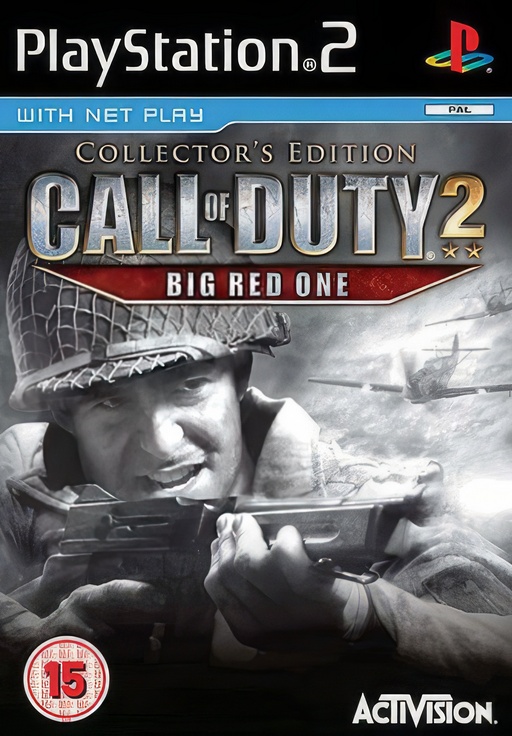 PlayStation®2
WITH NET PLAY
PAL
COLLECTOR'S EDITION
CALL OF DUTY®2
BIG RED ONE
15
ACTIVISION.